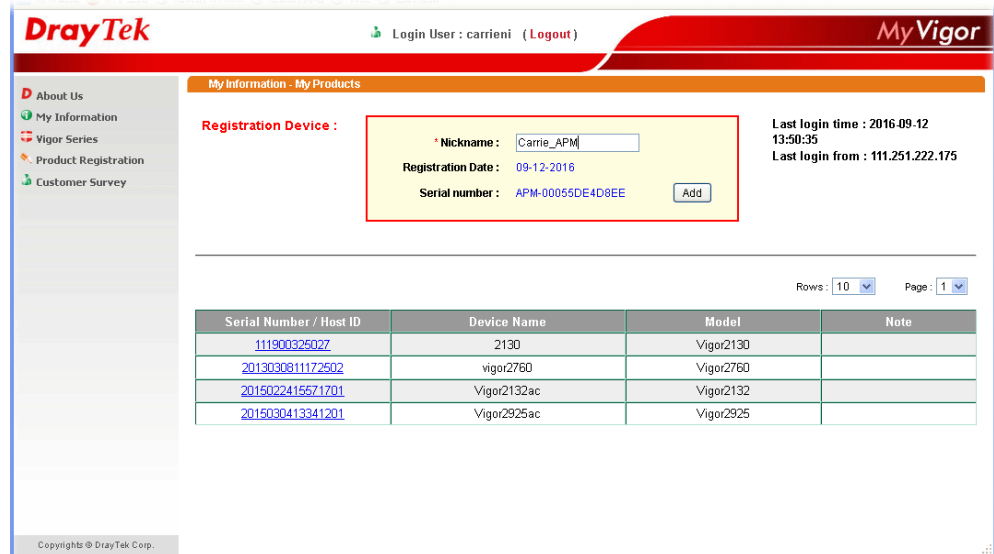 DrayTek
Login User : carrieni (Logout)
MyVigor
About Us
My Information
Vigor Series
Product Registration
Customer Survey
My Information - My Products
Registration Device :
* Nickname : Carrie_APM
Registration Date : 09-12-2016
Serial number : APM-00055DE4D8EE Add
Last login time : 2016-09-12
13:50:35
Last login from : 111.251.222.175
Rows : 10 Page : 1
Serial Number / Host ID Device Name Model Note
111900325027 2130 Vigor2130
2013030811172502 vigor2760 Vigor2760
2015022415571701 Vigor2132ac Vigor2132
2015030413341201 Vigor2925ac Vigor2925
Copyrights © DrayTek Corp.